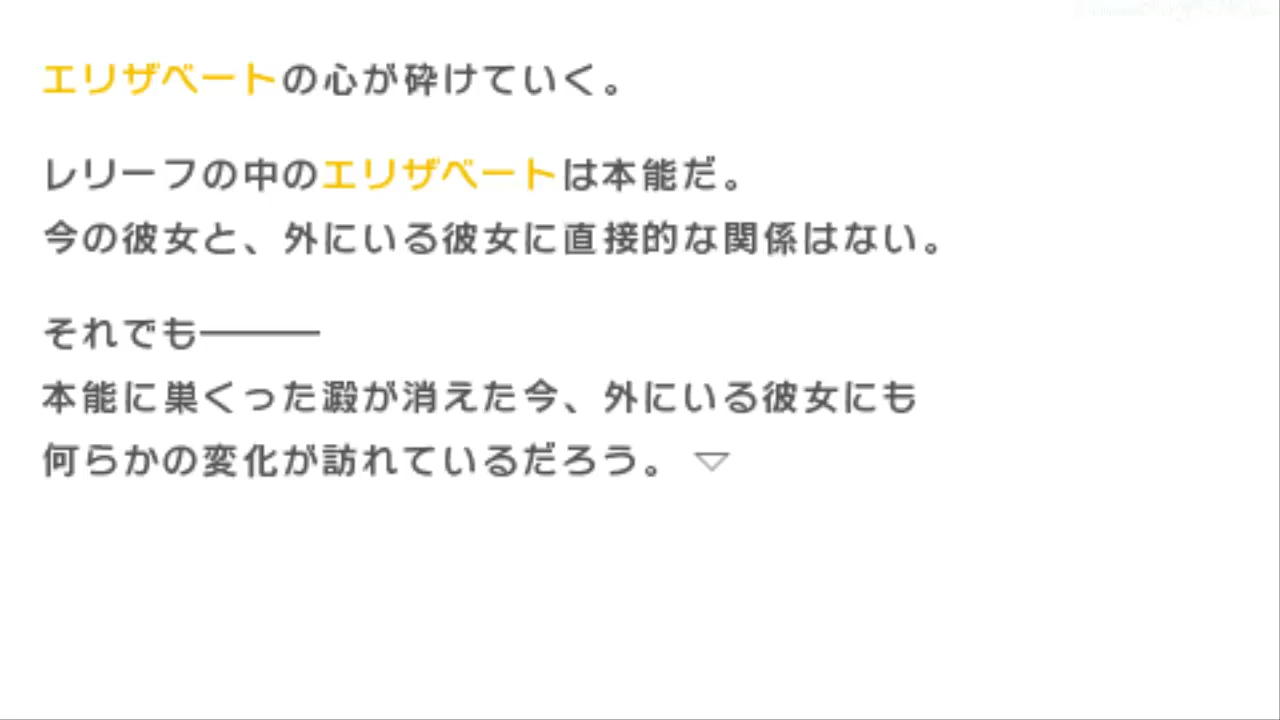 エリザベートの心が砕けていく。
レリーフの中のエリザベートは本能だ。
今の彼女と、外にいる彼女に直接的な関係はない。
それでも―――
本能に巣くった澱が消えた今、外にいる彼女にも
何らかの変化が訪れているだろう。